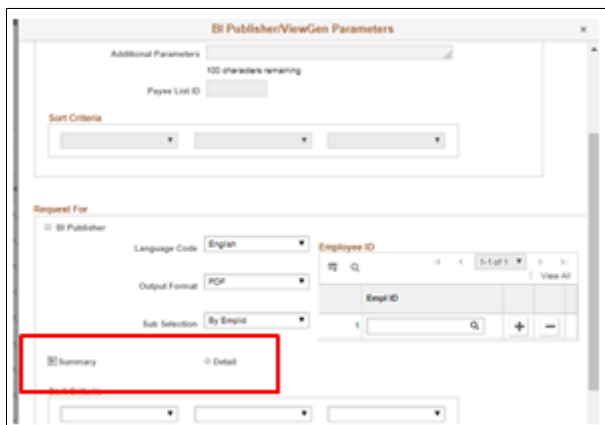 BI Publisher/ViewGen Parameters ×
Additional Parameters
100 characters remaining
Payee List ID
Sort Criteria
Request For
BI Publisher
Language Code English
Employee ID
1-1 of 1
View All
Output Format PDF
Empl ID
Sub Selection By Emplid
1
Summary Detail
Sort Criteria